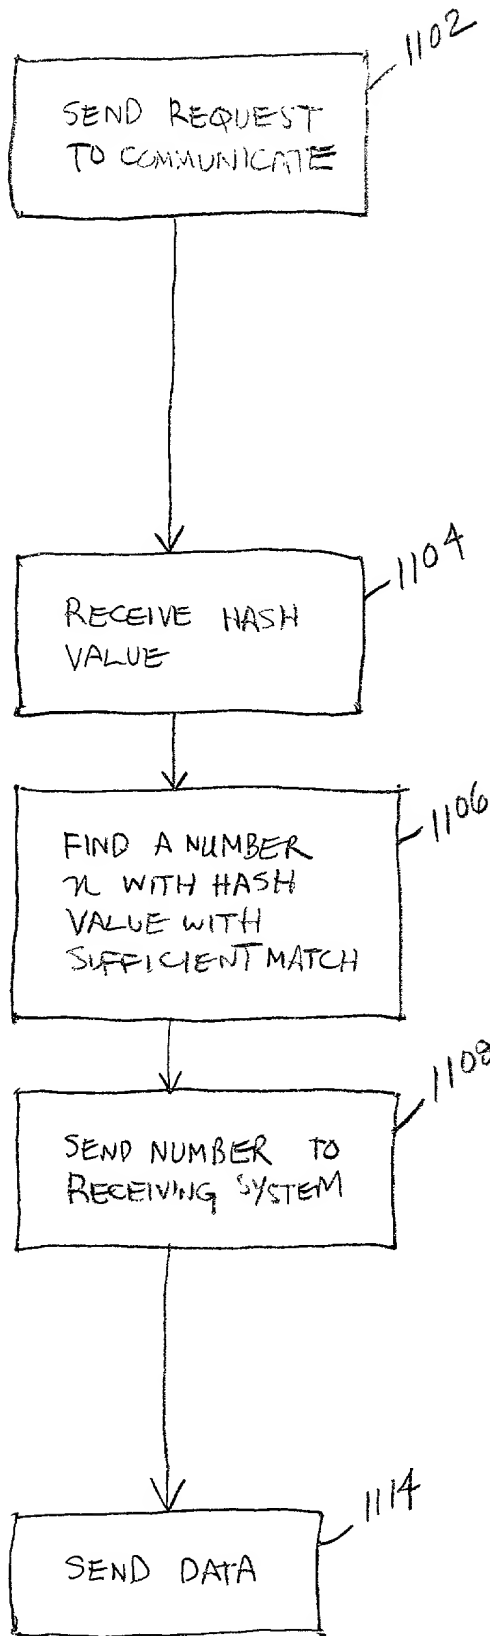 1102
SEND REQUEST
TO COMMUNICATE
1104
RECEIVE HASH
VALUE
1106
FIND A NUMBER
n WITH HASH
VALUE WITH
SUFFICIENT MATCH
1108
SEND NUMBER TO
RECEIVING SYSTEM
1114
SEND DATA